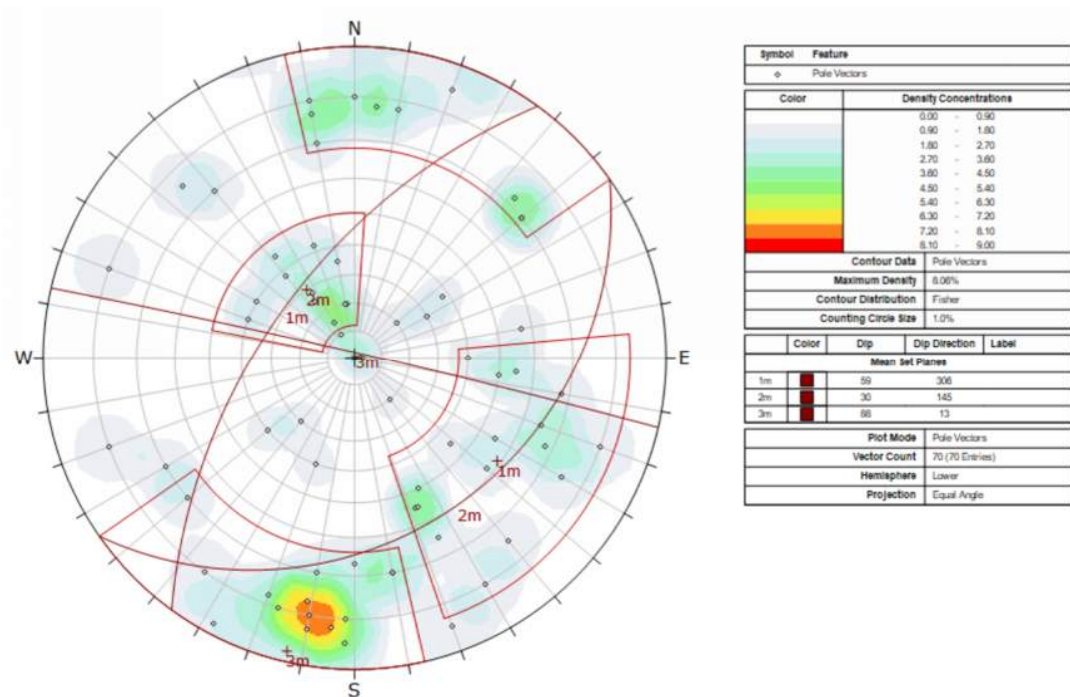 N
W
E
S
2m
1m
3m
1m
2m
3m
Symbol Feature
Pole Vectors
Color Density Concentrations
0.00 - 0.90
0.90 - 1.80
1.80 - 2.70
2.70 - 3.60
3.60 - 4.50
4.50 - 5.40
5.40 - 6.30
6.30 - 7.20
7.20 - 8.10
8.10 - 9.00
Contour Data Pole Vectors
Maximum Density 8.06%
Contour Distribution Fisher
Counting Circle Size 1.0%
Color Dip Dip Direction Label
Mean Set Planes
1m 59 306
2m 30 145
3m 88 13
Plot Mode Pole Vectors
Vector Count 70 (70 Entries)
Hemisphere Lower
Projection Equal Angle